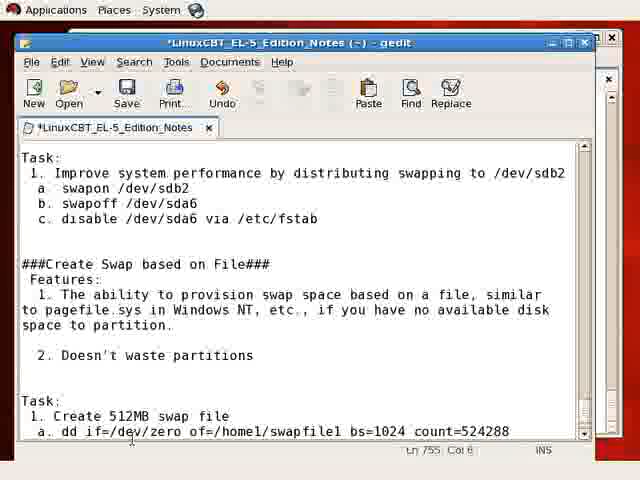 Applications Places System
*LinuxCBT_EL-5_Edition_Notes (~) - gedit
File Edit View Search Tools Documents Help
New Open Save Print... Undo Paste Find Replace
*LinuxCBT_EL-5_Edition_Notes
Task:
1. Improve system performance by distributing swapping to /dev/sdb2
a swapon /dev/sdb2
b. swapoff /dev/sda6
c. disable /dev/sda6 via /etc/fstab
###Create Swap based on File###
Features:
1. The ability to provision swap space based on a file, similar
to pagefile.sys in Windows NT, etc., if you have no available disk
space to partition.
2. Doesn't waste partitions
Task:
1. Create 512MB swap file
a. dd if=/dev/zero of=/home1/swapfile1 bs=1024 count=524288
Ln 755, Col 6 INS